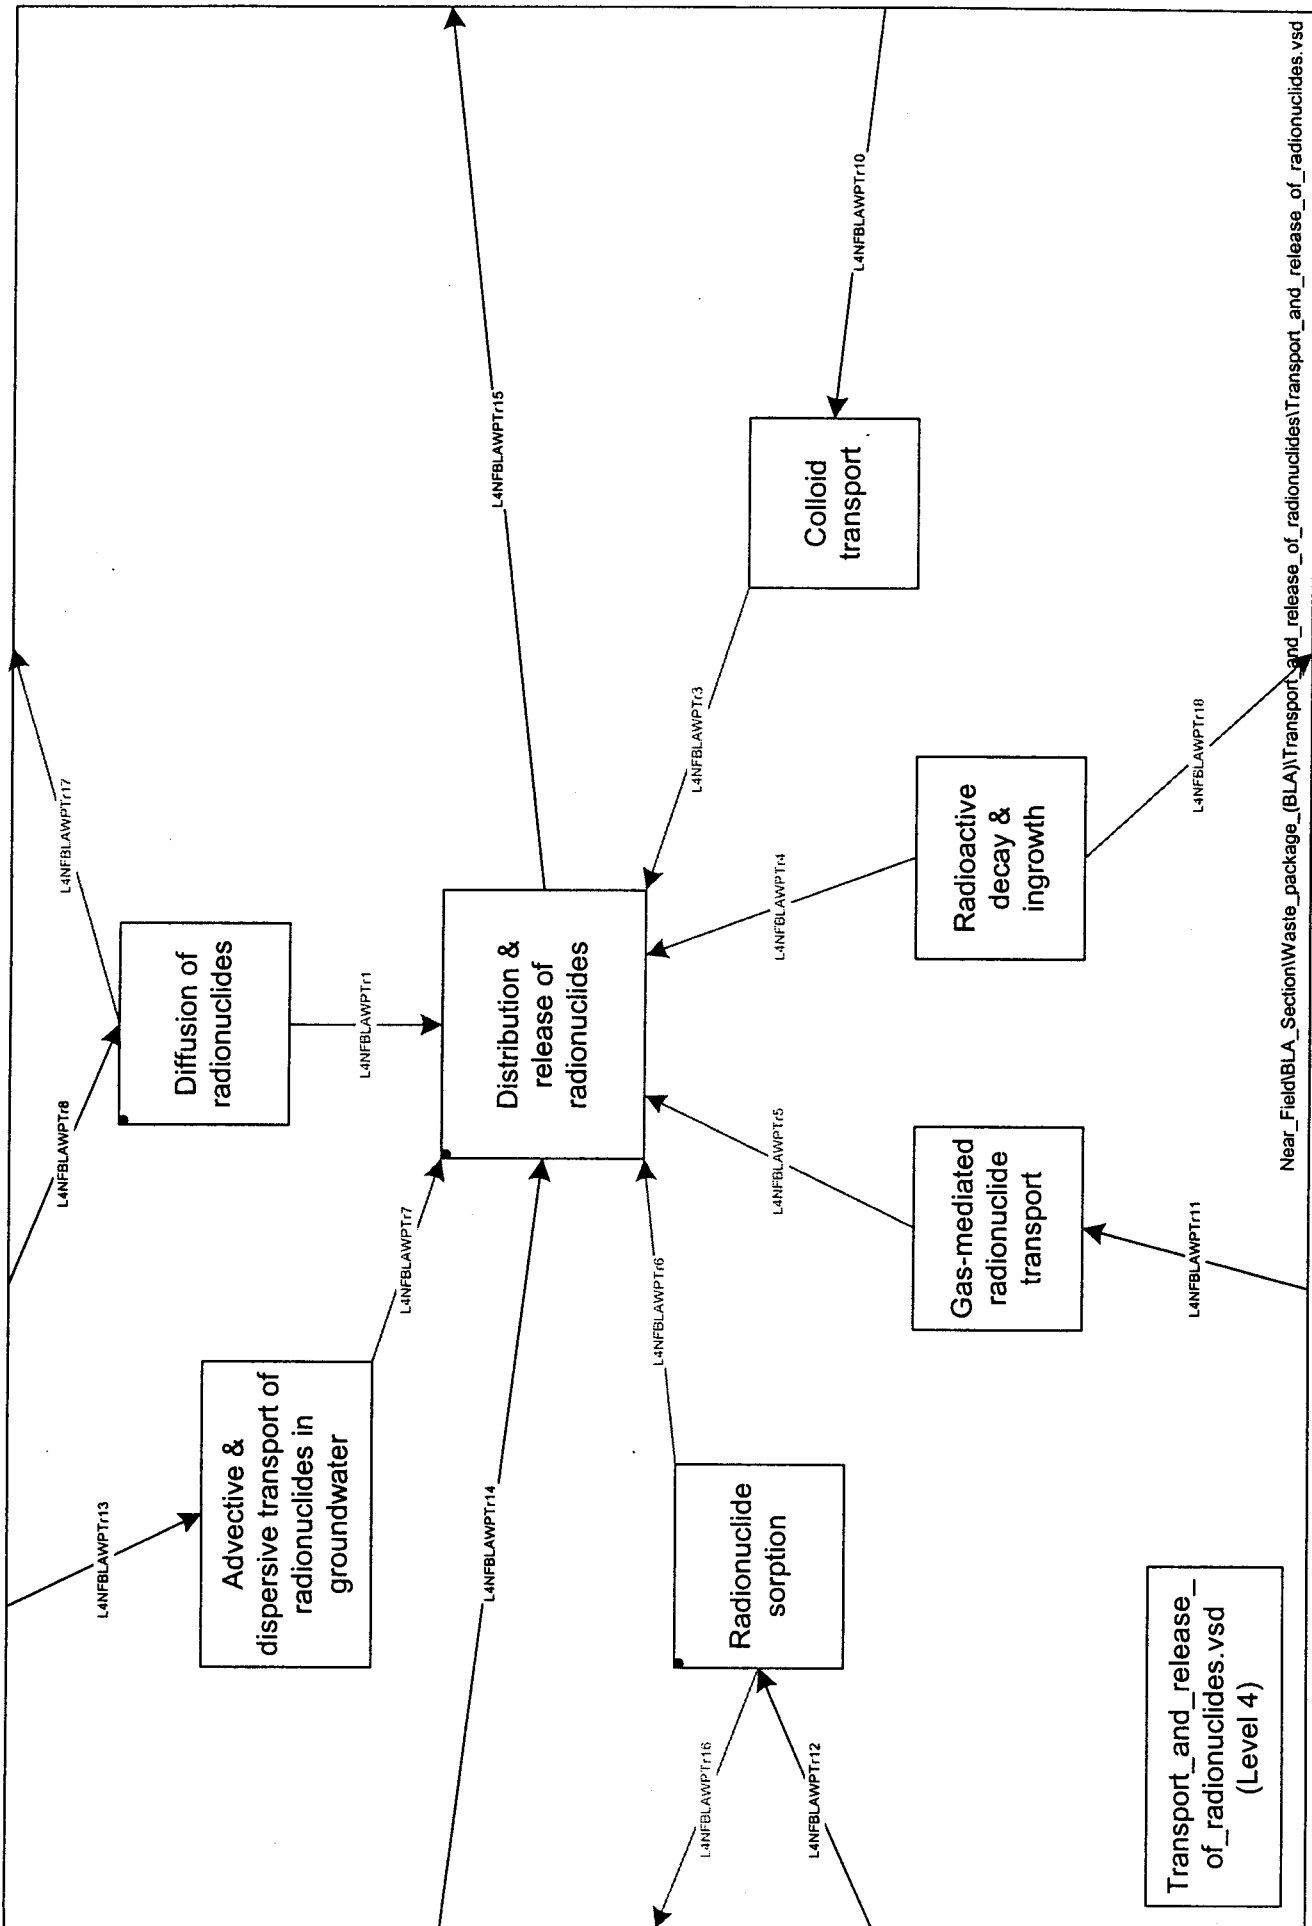 L4NFBLAWPTr13
L4NFBLAWPTr8
L4NFBLAWPTr17
Advective &
dispersive transport of
radionuclides in
groundwater
Diffusion of
radionuclides
L4NFBLAWPTr7
L4NFBLAWPTr1
L4NFBLAWPTr14
Distribution &
release of
radionuclides
L4NFBLAWPTr15
L4NFBLAWPTr6
L4NFBLAWPTr3
Radionuclide
sorption
Colloid
transport
L4NFBLAWPTr16
L4NFBLAWPTr5
L4NFBLAWPTr4
L4NFBLAWPTr12
L4NFBLAWPTr10
Gas-mediated
radionuclide
transport
Radioactive
decay &
ingrowth
L4NFBLAWPTr11
L4NFBLAWPTr18
Transport_and_release_
of_radionuclides.vsd
(Level 4)
Near_Field\BLA_Section\Waste_package_(BLA)\Transport_and_release_of_radionuclides\Transport_and_release_of_radionuclides.vsd